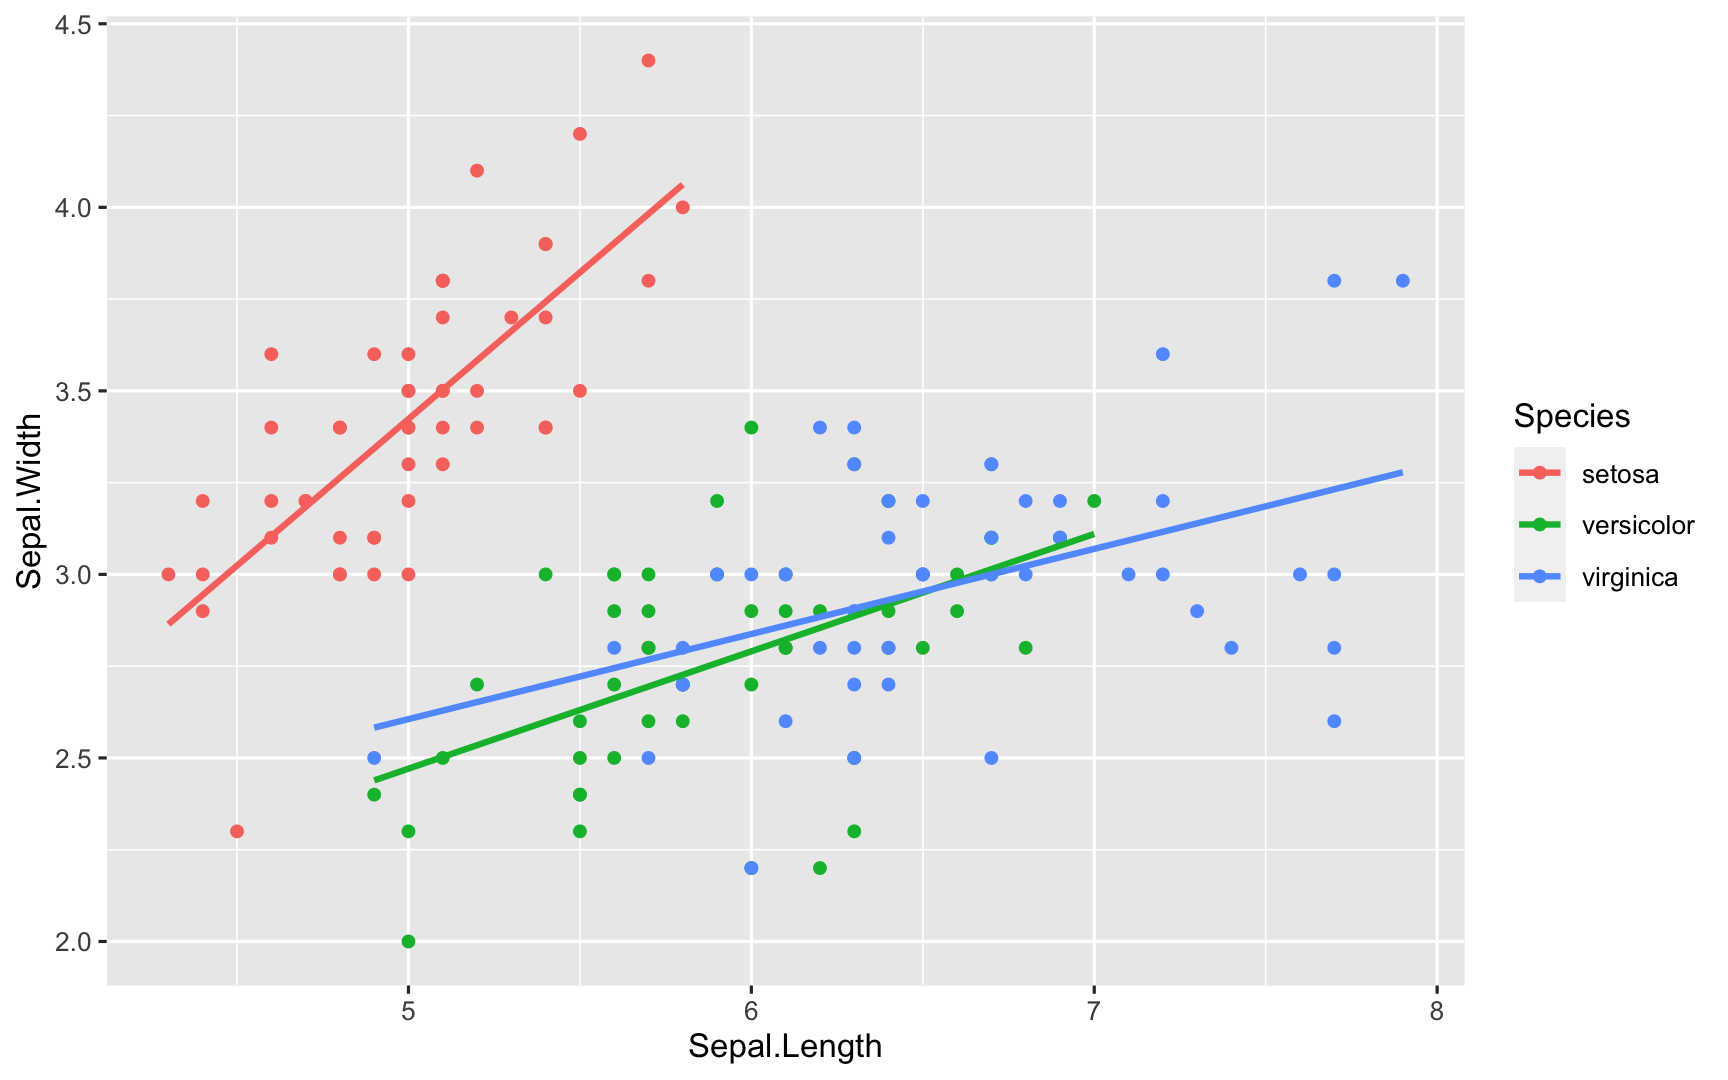 4.5
4.0
3.5
3.0
2.5
2.0
Sepal.Width
5 6 7 8
Sepal.Length
Species
setosa
versicolor
virginica